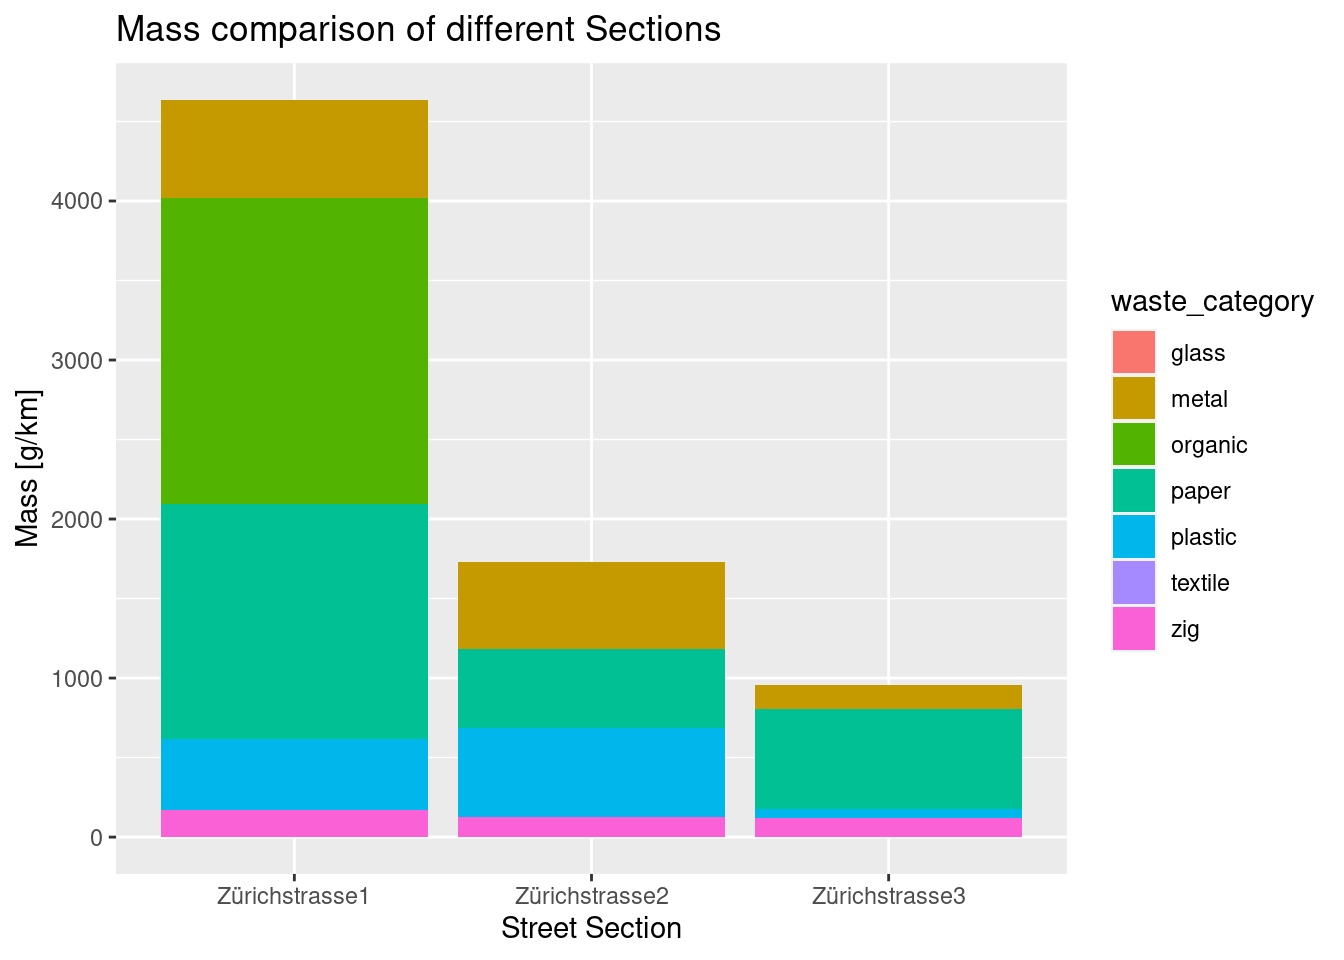 Mass comparison of different Sections
Mass [g/km]
4000
3000
2000
1000
0
Zürichstrasse1
Zürichstrasse2
Zürichstrasse3
Street Section
waste_category
glass
metal
organic
paper
plastic
textile
zig